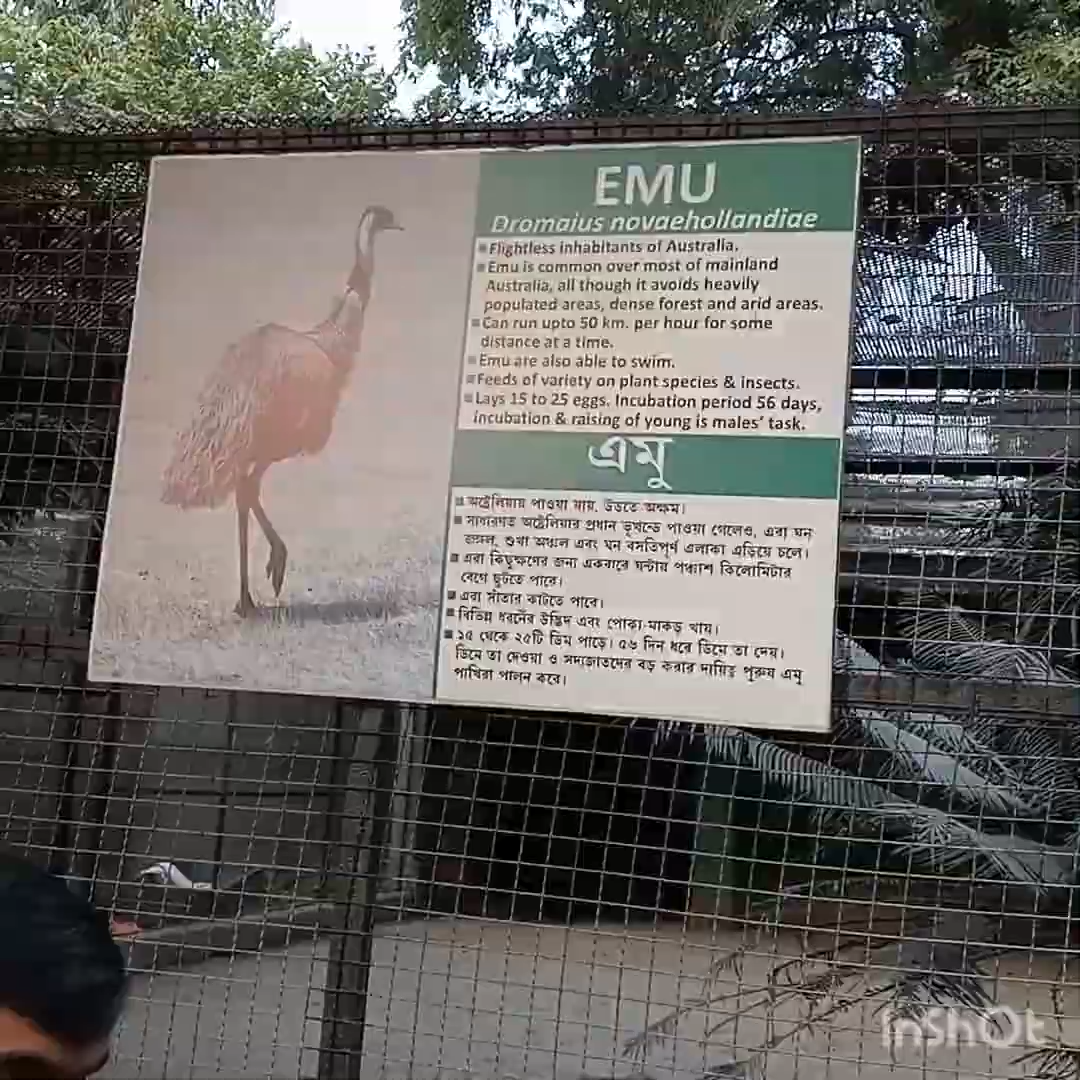 EMU
Dromaius novaehollandiae
▪ Flightless inhabitants of Australia.
▪ Emu is common over most of mainland
Australia, all though it avoids heavily
populated areas, dense forest and arid areas.
▪ Can run upto 50 km. per hour for some
distance at a time.
▪ Emu are also able to swim.
▪ Feeds of variety on plant species & insects.
▪ Lays 15 to 25 eggs. Incubation period 56 days,
incubation & raising of young is males' task.
এমু
▪ অষ্ট্রেলিয়ায় পাওয়া যায়. উড়তে অক্ষম।
▪ সাধারণত অষ্ট্রেলিয়ার প্রধান ভূখন্ডে পাওয়া গেলেও, এরা ঘন
জঙ্গল, শুখা অঞ্চল এবং ঘন বসতিপূর্ণ এলাকা এড়িয়ে চলে।
▪ এরা কিছুক্ষণের জন্য একবারে ঘন্টায় পঞ্চাশ কিলোমিটার
বেগে ছুটতে পারে।
▪ এরা সাঁতার কাটতে পারে।
▪ বিভিন্ন ধরনের উদ্ভিদ এবং পোকা-মাকড় খায়।
▪ ১৫ থেকে ২৫টি ডিম পাড়ে। ৫৬ দিন ধরে ডিমে তা দেয়।
ডিমে তা দেওয়া ও সদ্যজাতদের বড় করার দায়িত্ব পুরুষ এমু
পাখিরা পালন করে।
InShOt